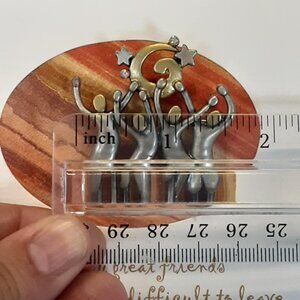 inch 1 2
29 28 27 26 25
great friends
difficult to leave